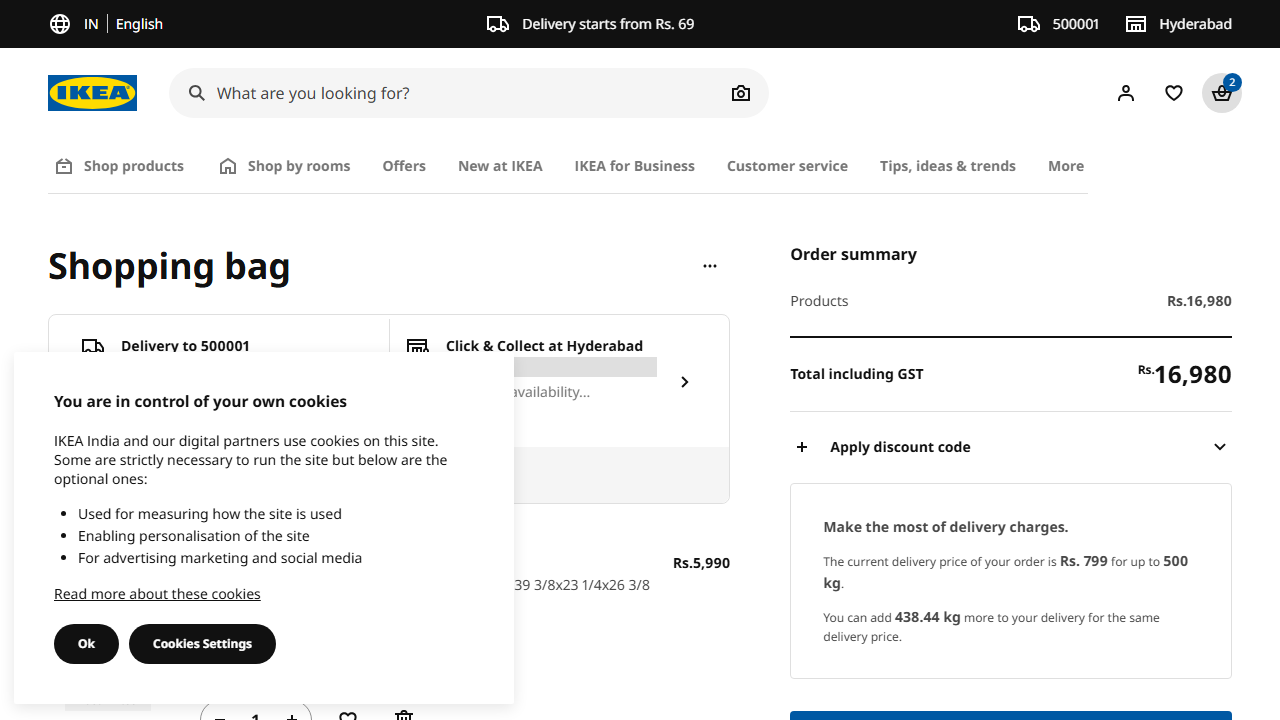 IN English
Delivery starts from Rs. 69
500001
Hyderabad
IKEA
What are you looking for?
2
Shop products
Shop by rooms
Offers
New at IKEA
IKEA for Business
Customer service
Tips, ideas & trends
More
Shopping bag
Delivery to 500001
Click & Collect at Hyderabad
availability...
Rs.5,990
39 3/8x23 1/4x26 3/8
1
You are in control of your own cookies
IKEA India and our digital partners use cookies on this site.
Some are strictly necessary to run the site but below are the
optional ones:
Used for measuring how the site is used
Enabling personalisation of the site
For advertising marketing and social media
Read more about these cookies
Ok
Cookies Settings
Order summary
Products
Rs.16,980
Total including GST
Rs.16,980
Apply discount code
Make the most of delivery charges.
The current delivery price of your order is Rs. 799 for up to 500
kg.
You can add 438.44 kg more to your delivery for the same
delivery price.